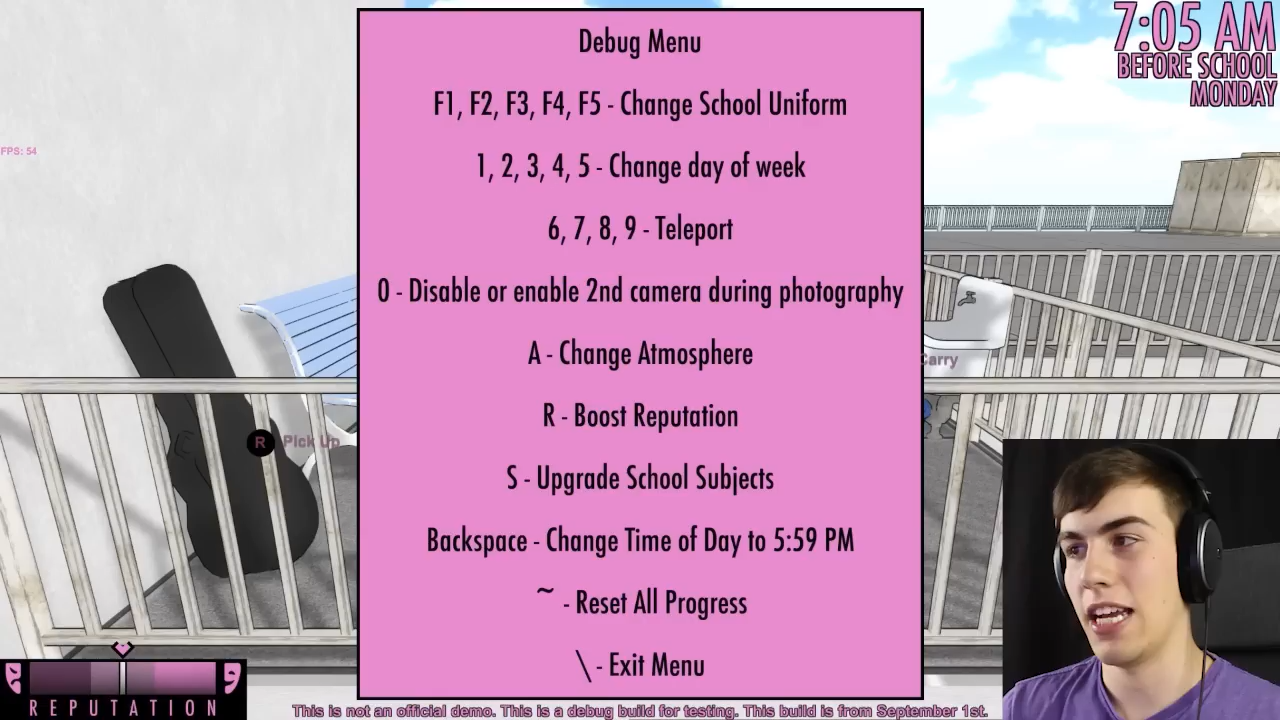 Debug Menu
7:05 AM
BEFORE SCHOOL
MONDAY
F1, F2, F3, F4, F5 - Change School Uniform
FPS: 54
1, 2, 3, 4, 5 - Change day of week
6, 7, 8, 9 - Teleport
0 - Disable or enable 2nd camera during photography
A - Change Atmosphere
Carry
R - Boost Reputation
R Pick Up
S - Upgrade School Subjects
Backspace - Change Time of Day to 5:59 PM
~ - Reset All Progress
\ - Exit Menu
REPUTATION
This is not an official demo. This is a debug build for testing. This build is from September 1st.